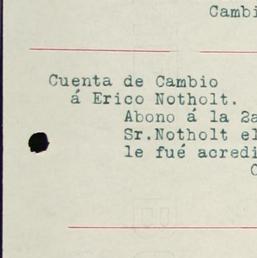 Cambi
Cuenta de Cambio
á Erico Notholt.
Abono á la 2a
Sr.Notholt el
le fué acredi